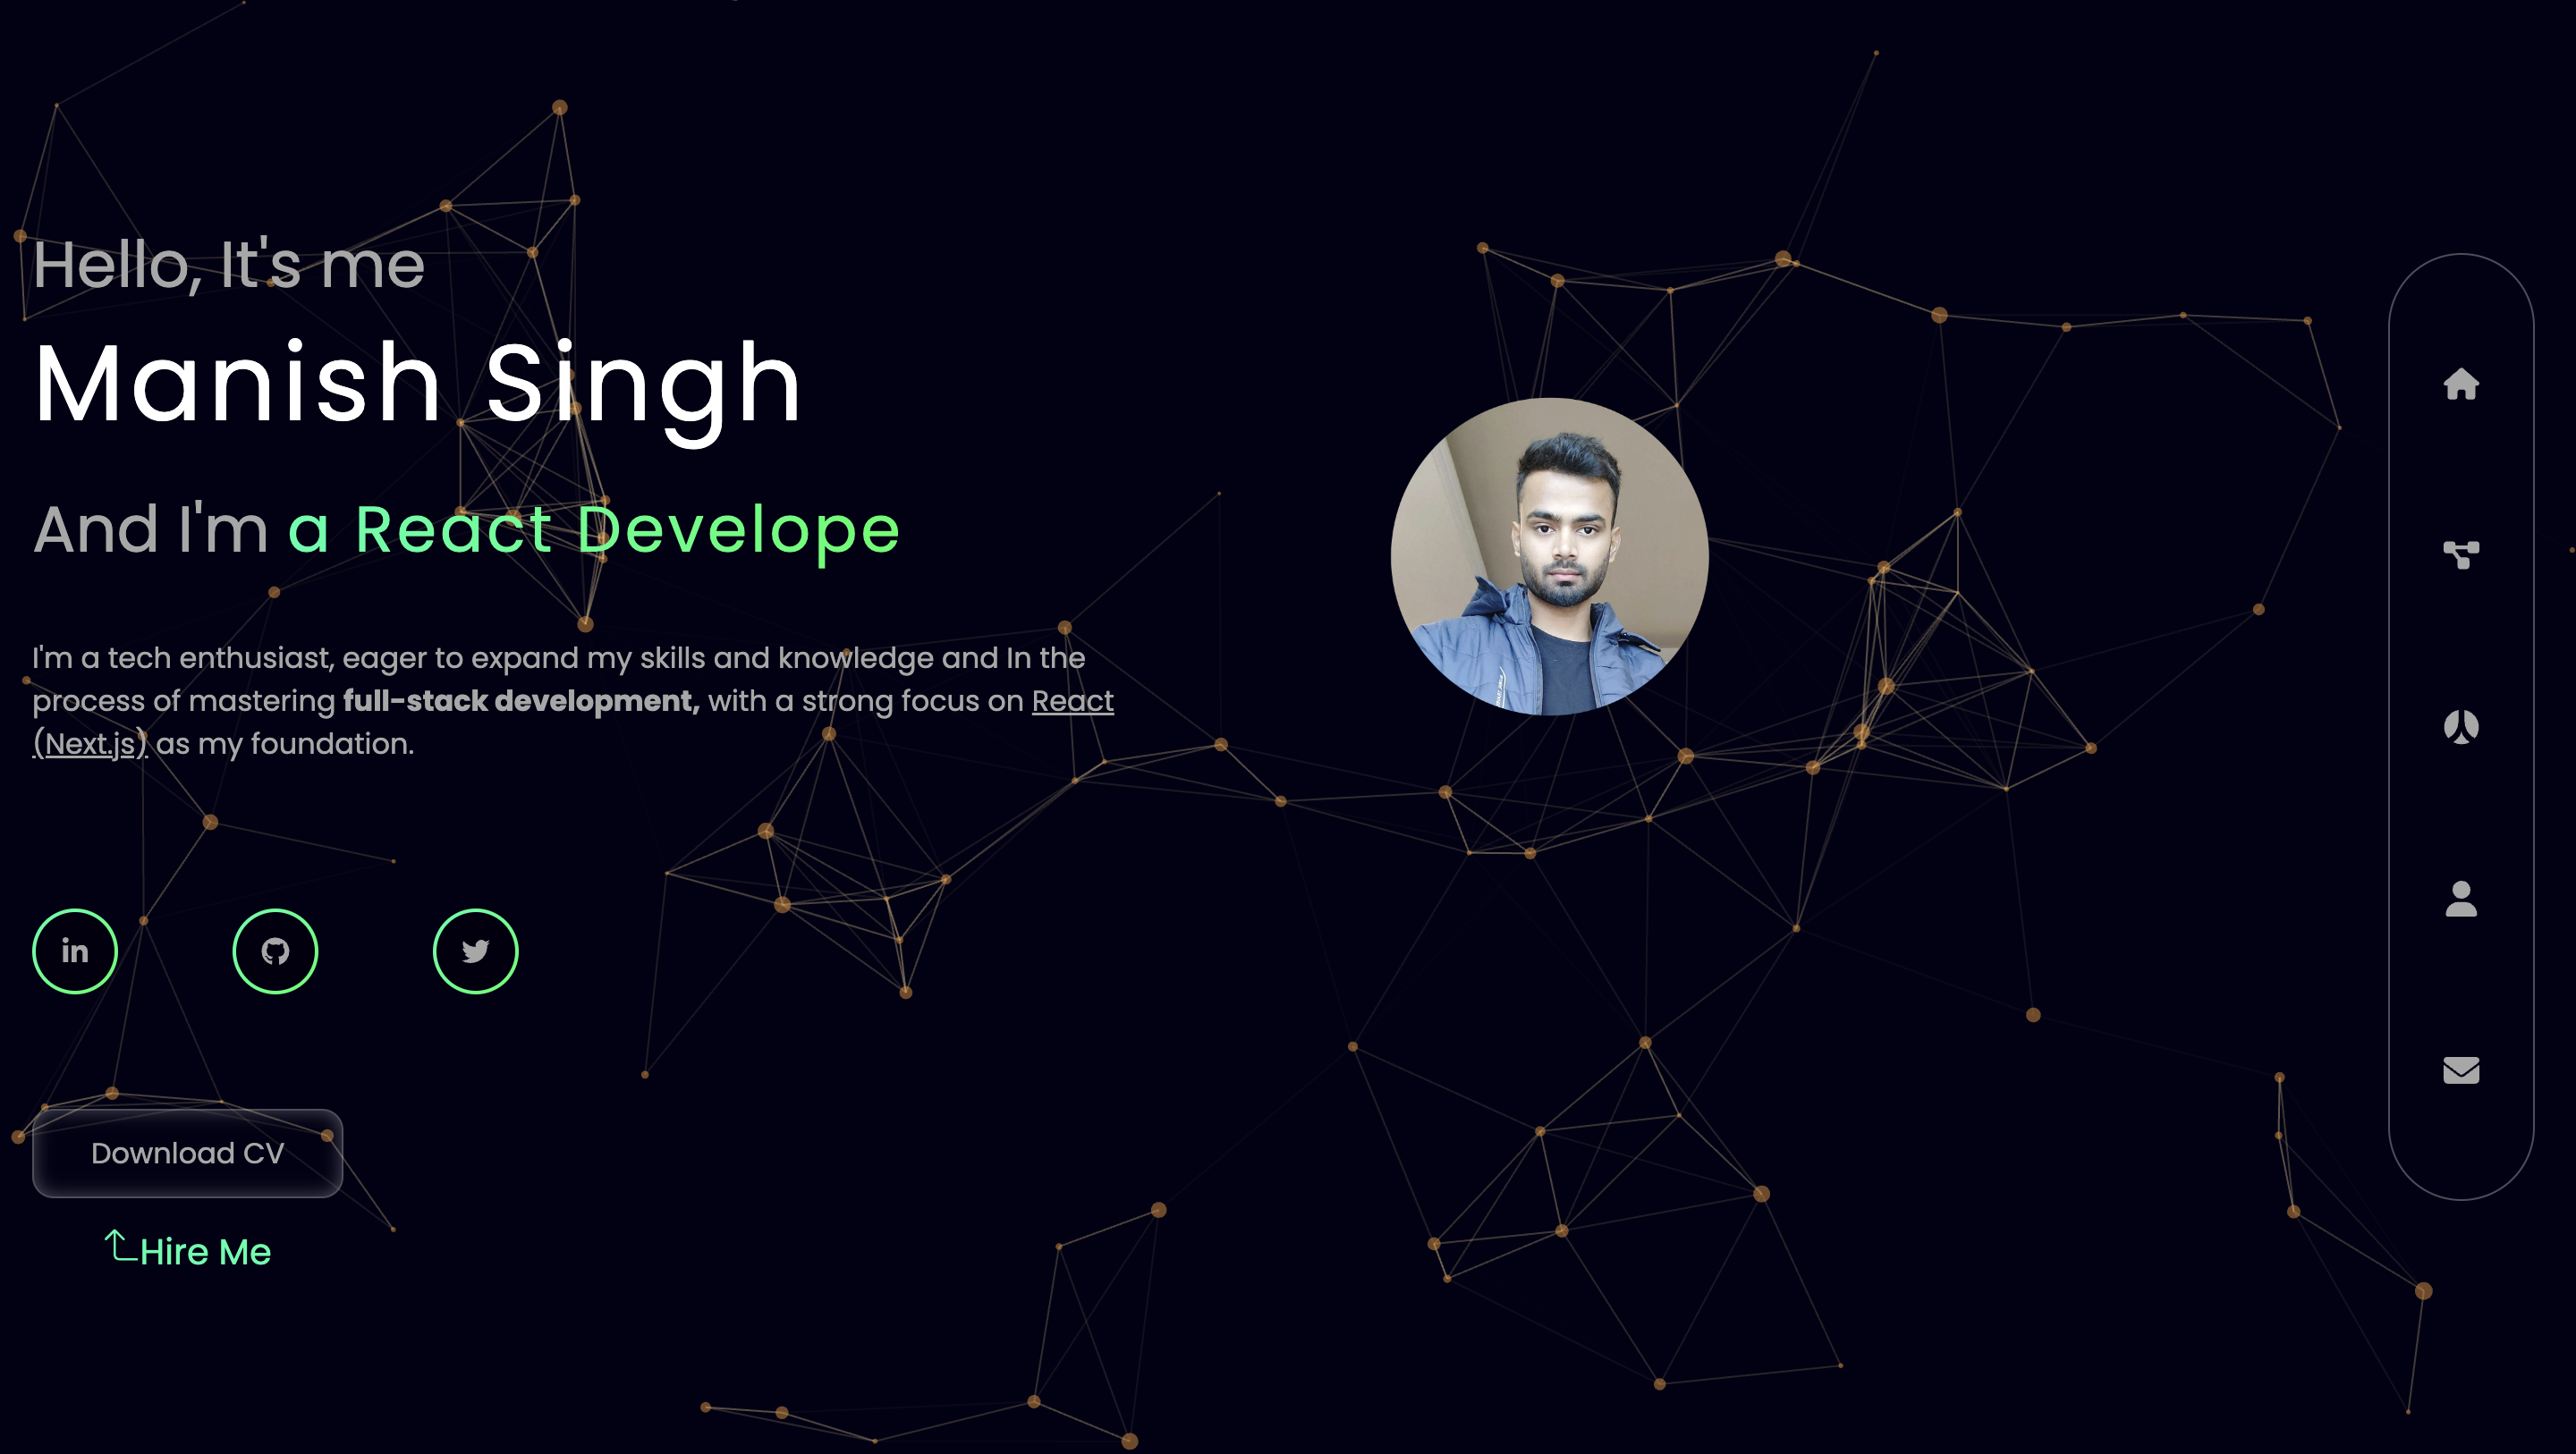 Hello, It's me
Manish Singh
And I'm a React Develope
I'm a tech enthusiast, eager to expand my skills and knowledge and In the
process of mastering full-stack development, with a strong focus on React
(Next.js) as my foundation.
in
Download CV
Hire Me